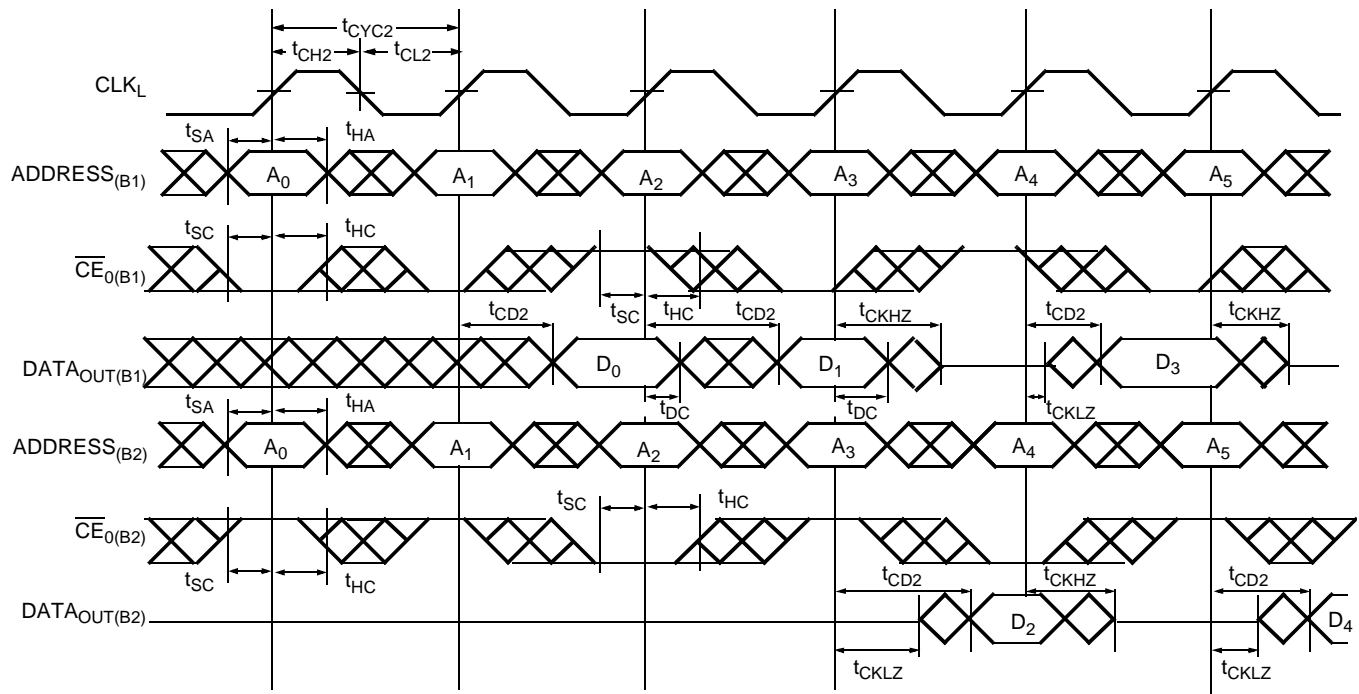 tCYC2
tCH2 tCL2
CLKL
tSA tHA
ADDRESS(B1) A0 A1 A2 A3 A4 A5
tSC tHC
CE0(B1)
tSC tHC
tCD2 tCD2 tCKHZ tCD2 tCKHZ
DATAOUT(B1) D0 D1 D3
tSA tHA tDC tDC tCKLZ
ADDRESS(B2) A0 A1 A2 A3 A4 A5
tSC tHC
CE0(B2)
tSC tHC tCD2 tCKHZ tCD2
DATAOUT(B2) D2 D4
tCKLZ tCKLZ